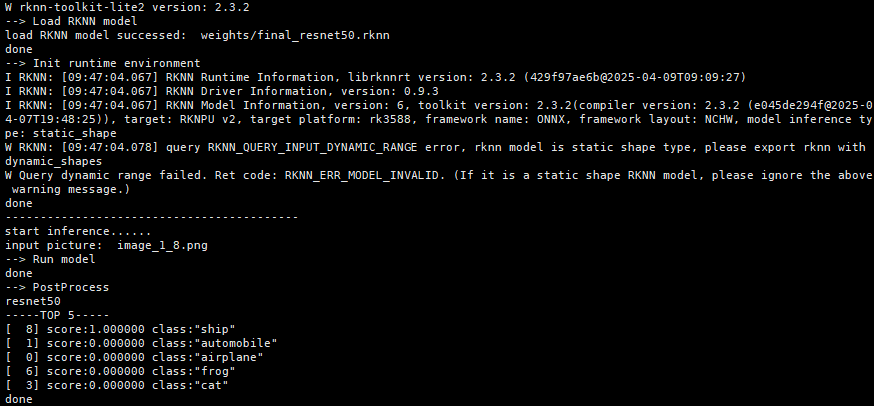 W rknn-toolkit-lite2 version: 2.3.2
--> Load RKNN model
load RKNN model successed:  weights/final_resnet50.rknn
done
--> Init runtime environment
I RKNN: [09:47:04.067] RKNN Runtime Information, librknnrt version: 2.3.2 (429f97ae6b@2025-04-09T09:09:27)
I RKNN: [09:47:04.067] RKNN Driver Information, version: 0.9.3
I RKNN: [09:47:04.067] RKNN Model Information, version: 6, toolkit version: 2.3.2(compiler version: 2.3.2 (e045de294f@2025-0
4-07T19:48:25)), target: RKNPU v2, target platform: rk3588, framework name: ONNX, framework layout: NCHW, model inference ty
pe: static_shape
W RKNN: [09:47:04.078] query RKNN_QUERY_INPUT_DYNAMIC_RANGE error, rknn model is static shape type, please export rknn with
dynamic_shapes
W Query dynamic range failed. Ret code: RKNN_ERR_MODEL_INVALID. (If it is a static shape RKNN model, please ignore the above
 warning message.)
done
------------------------------------------
start inference......
input picture:  image_1_8.png
--> Run model
done
--> PostProcess
resnet50
-----TOP 5-----
[  8] score:1.000000 class:"ship"
[  1] score:0.000000 class:"automobile"
[  0] score:0.000000 class:"airplane"
[  6] score:0.000000 class:"frog"
[  3] score:0.000000 class:"cat"
done